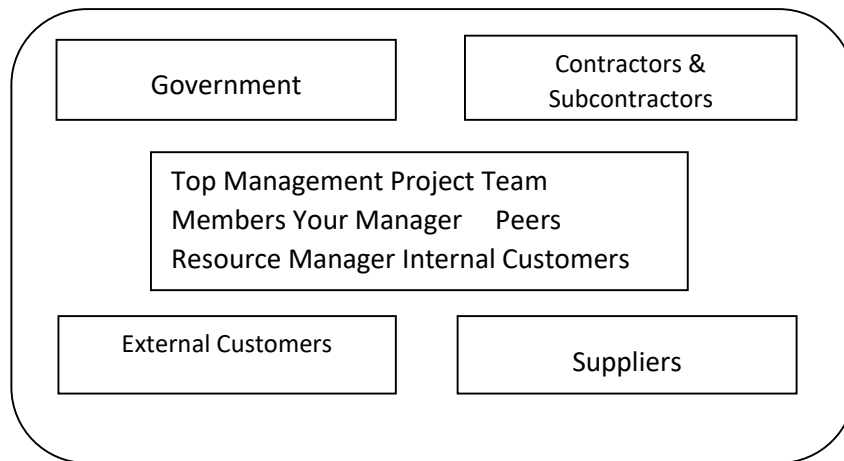 Government
Contractors &
Subcontractors
Top Management Project Team
Members Your Manager Peers
Resource Manager Internal Customers
External Customers
Suppliers